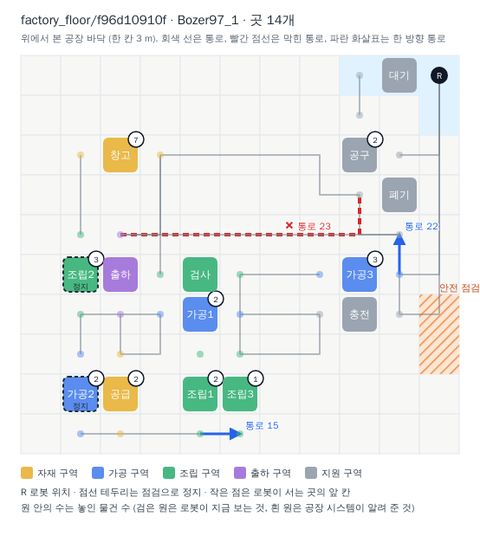 factory_floor/f96d10910f · Bozer97_1 · 곳 14개
위에서 본 공장 바닥 (한 칸 3 m). 회색 선은 통로, 빨간 점선은 막힌 통로, 파란 화살표는 한 방향 통로
대기
R
7
창고
2
공구
폐기
✖ 통로 23
통로 22
3
조립2
정지
출하
검사
3
가공3
안전 점검
2
가공1
충전
2
가공2
정지
2
공급
2
조립1
1
조립3
통로 15
자재 구역
가공 구역
조립 구역
출하 구역
지원 구역
R 로봇 위치 · 점선 테두리는 점검으로 정지 · 작은 점은 로봇이 서는 곳의 앞 칸
원 안의 수는 놓인 물건 건 수 (검은 원은 로봇이 지금 보는 것, 흰 원은 공장 시스템이 알려 준 것)